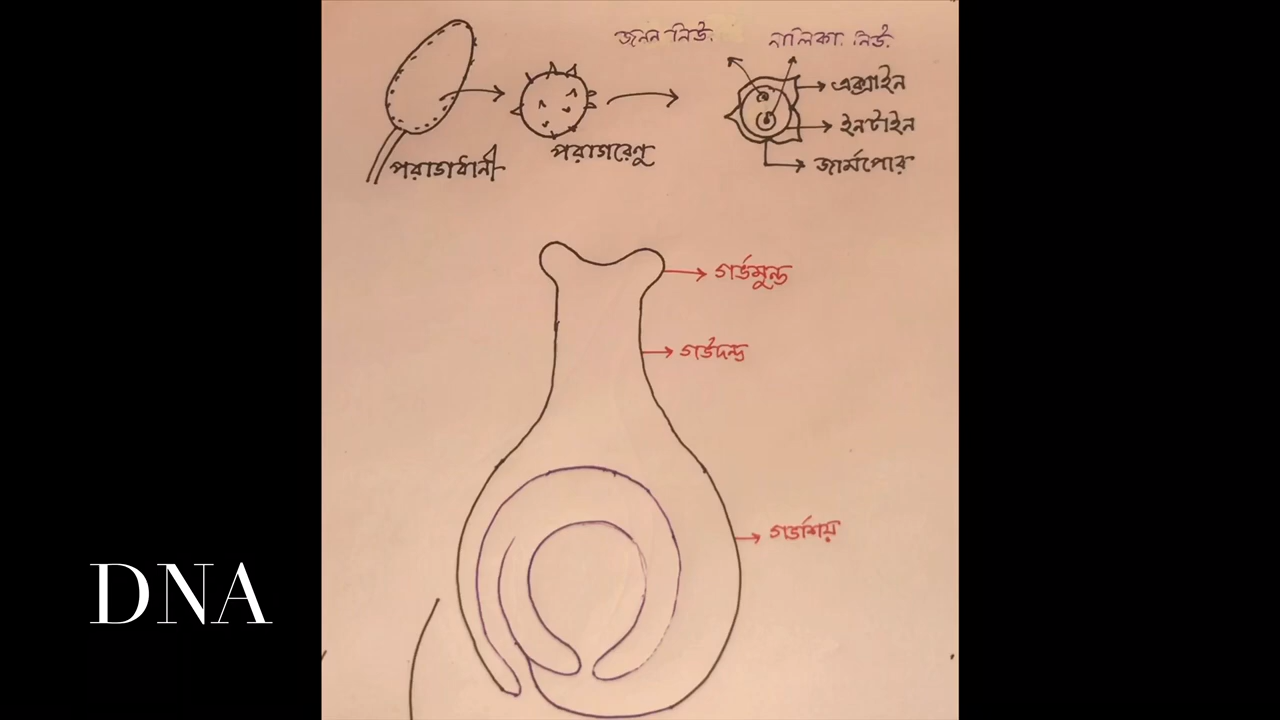 জনন নিউ.
নালিকা. নিউ.
এক্সাইন
ইনটাইন
জার্মপোর
পরাগধানী
পরাগরেণু
গর্ভমুন্ড
গর্ভদন্ড
গর্ভাশয়
DNA